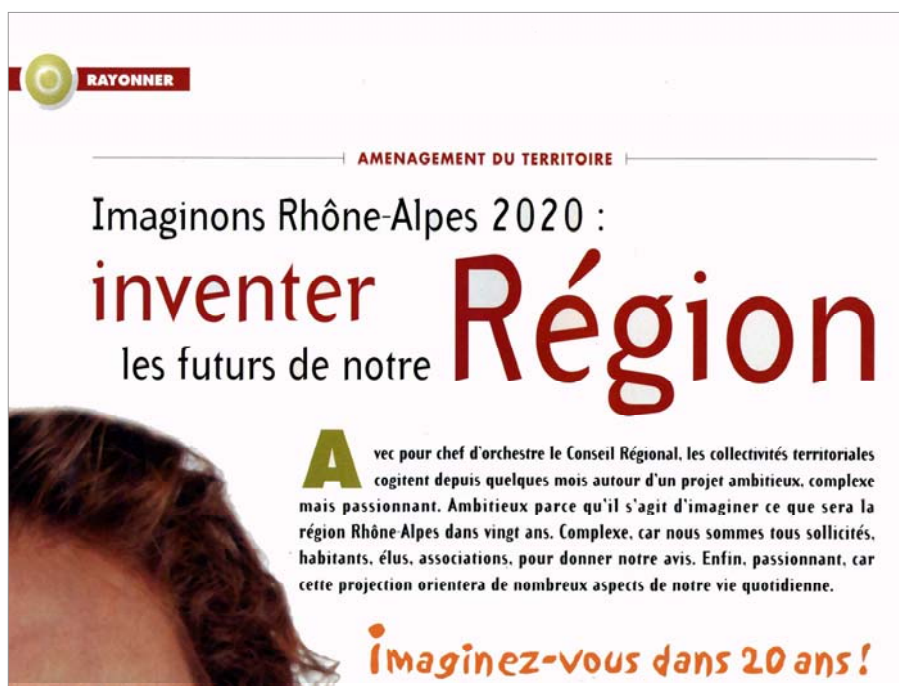 RAYONNER
AMENAGEMENT DU TERRITOIRE
Imaginons Rhône-Alpes 2020 :
inventer
les futurs de notre Région
Avec pour chef d'orchestre le Conseil Régional, les collectivités territoriales
cogitent depuis quelques mois autour d'un projet ambitieux, complexe
mais passionnant. Ambitieux parce qu'il s'agit d'imaginer ce que sera la
région Rhône-Alpes dans vingt ans. Complexe, car nous sommes tous sollicités,
habitants, élus, associations, pour donner notre avis. Enfin, passionnant, car
cette projection orientera de nombreux aspects de notre vie quotidienne.
Imaginez-vous dans 20 ans !